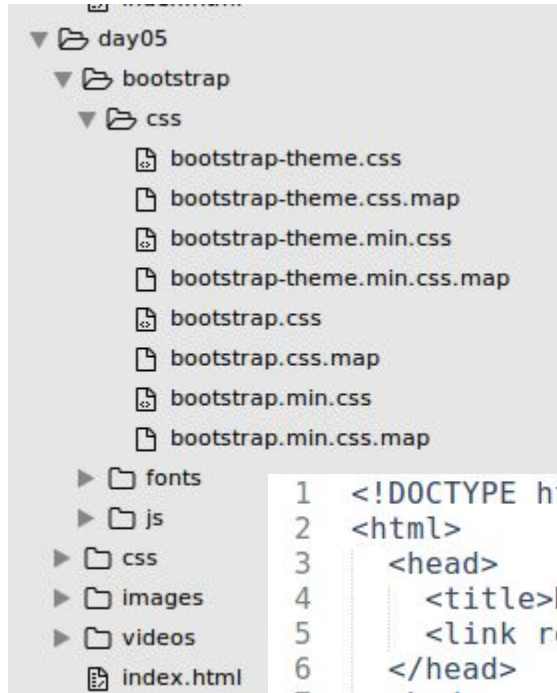 day05
bootstrap
css
bootstrap-theme.css
bootstrap-theme.css.map
bootstrap-theme.min.css
bootstrap-theme.min.css.map
bootstrap.css
bootstrap.css.map
bootstrap.min.css
bootstrap.min.css.map
fonts
js
css
images
videos
index.html
1 <!DOCTYPE
2 <html>
3 <head>
4 <title>
5 <link
6 </head>